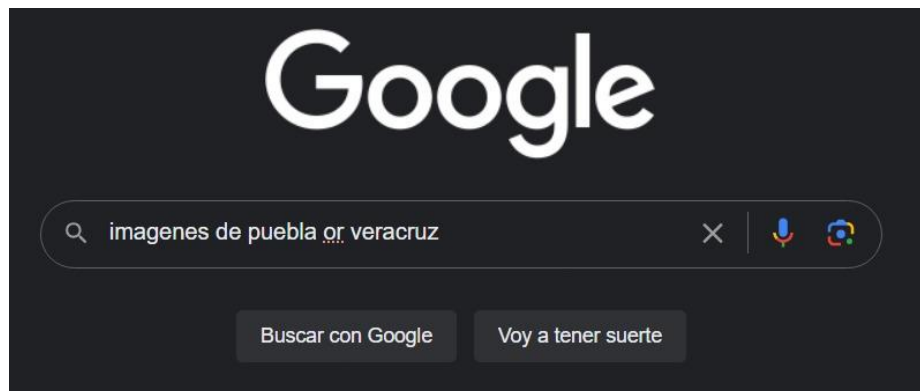 Google
imagenes de puebla or veracruz
Buscar con Google
Voy a tener suerte